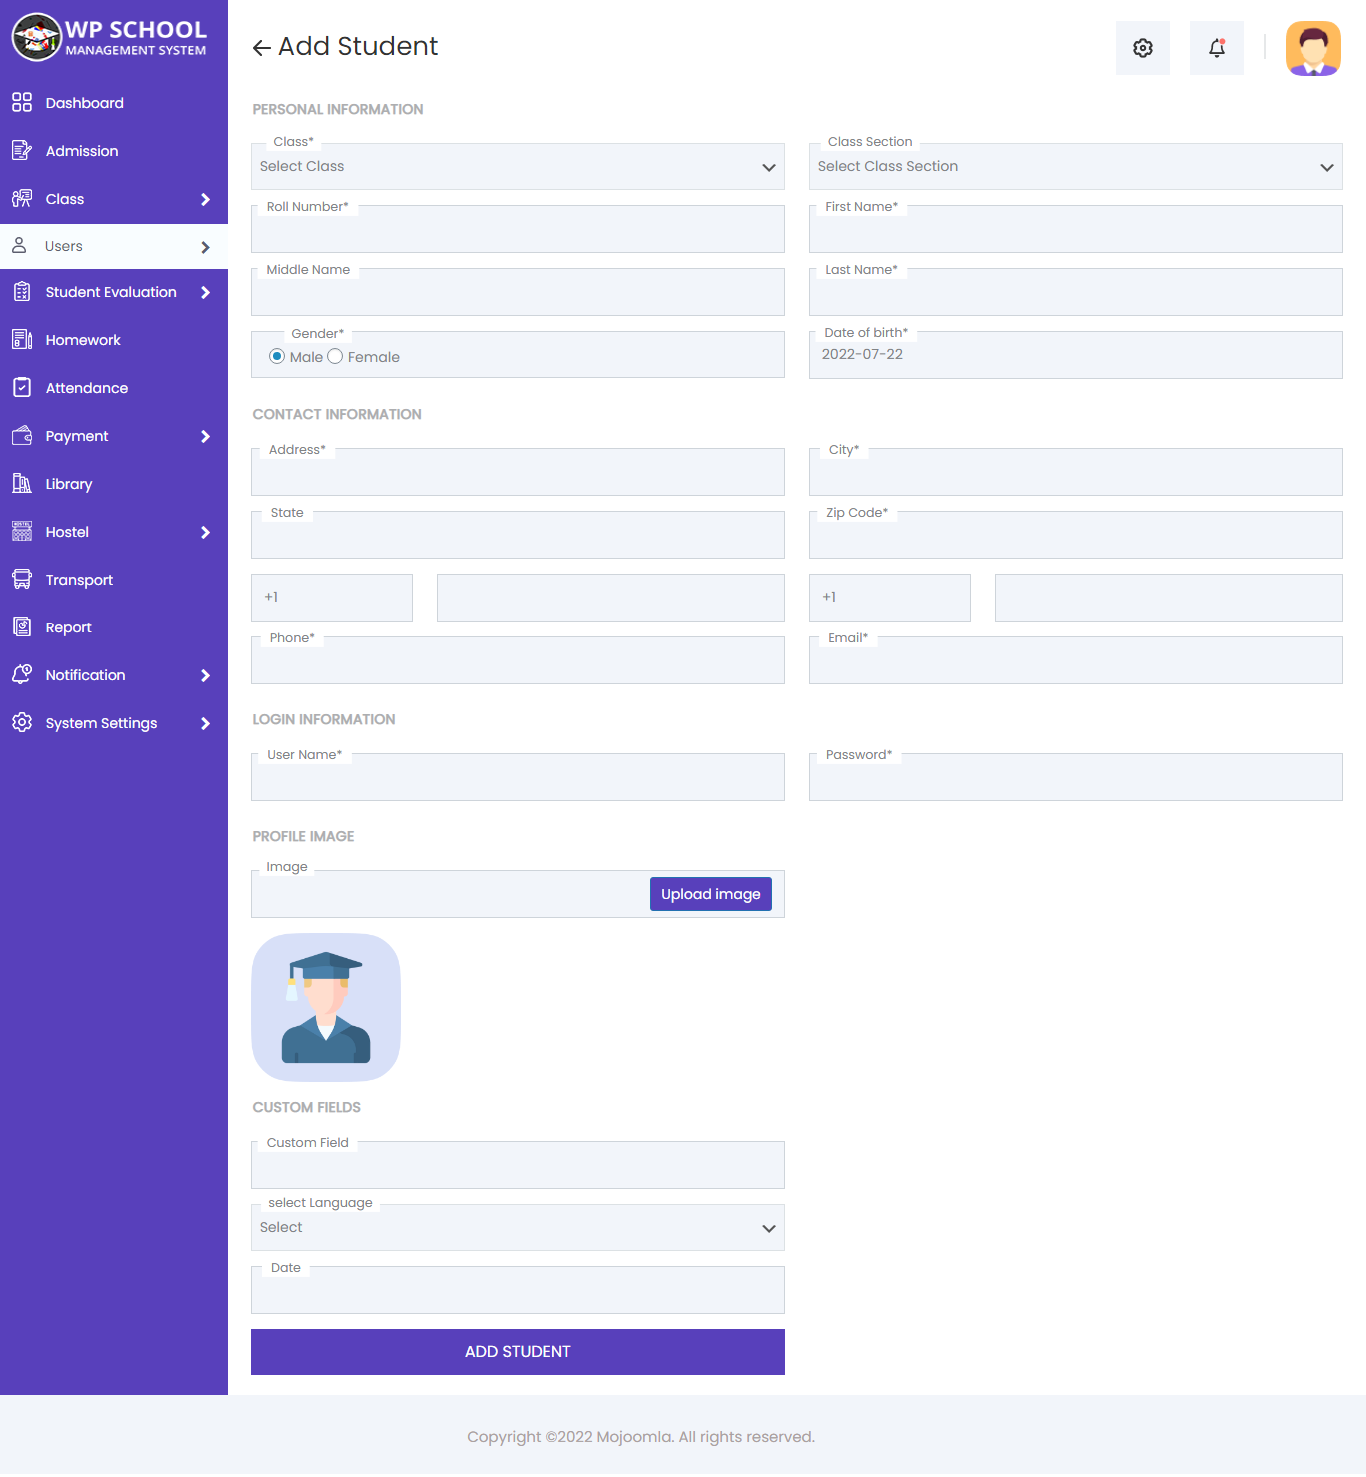 WP SCHOOL
MANAGEMENT SYSTEM
Dashboard
Admission
Class
Users
Student Evaluation
Homework
Attendance
Payment
Library
Hostel
Transport
Report
Notification
System Settings
Add Student
PERSONAL INFORMATION
Class*
Select Class
Class Section
Select Class Section
Roll Number*
First Name*
Middle Name
Last Name*
Gender*
Male Female
Date of birth*
2022-07-22
CONTACT INFORMATION
Address*
City*
State
Zip Code*
+1
+1
Phone*
Email*
LOGIN INFORMATION
User Name*
Password*
PROFILE IMAGE
Image
Upload image
CUSTOM FIELDS
Custom Field
select Language
Select
Date
ADD STUDENT
Copyright ©2022 Mojoomla. All rights reserved.